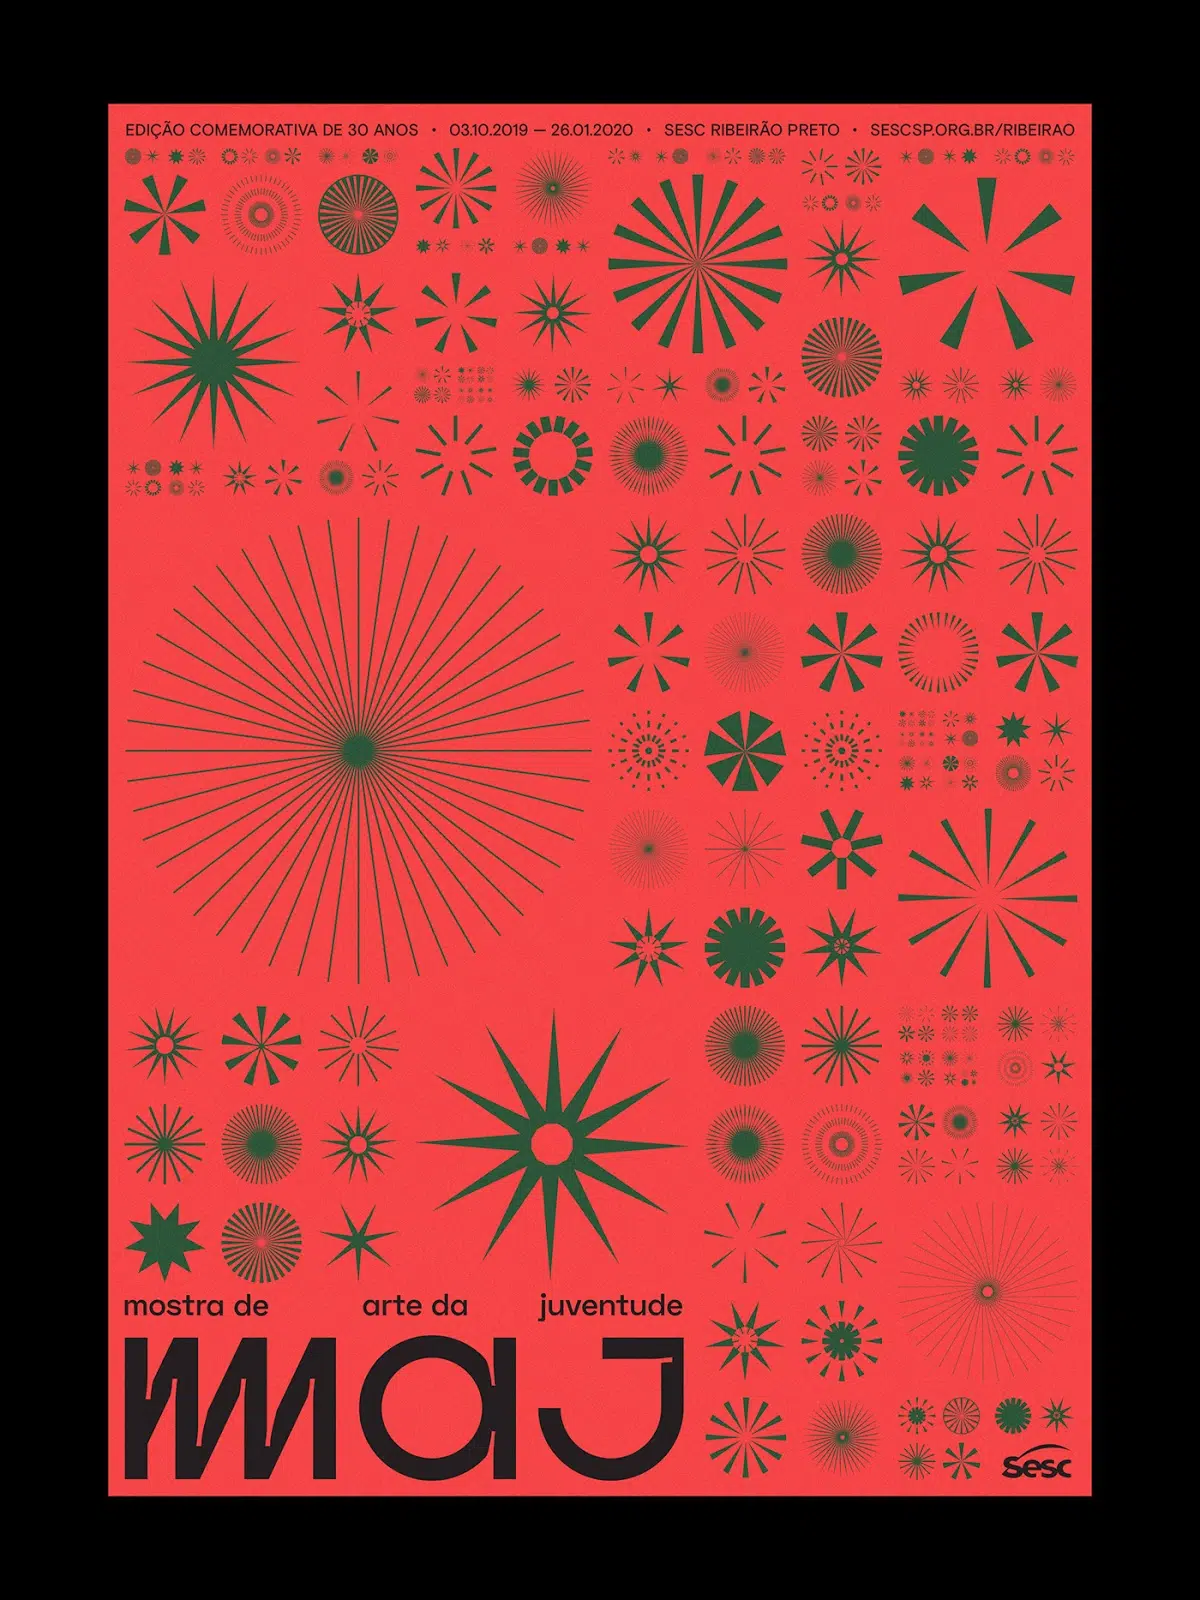 EDIÇÃO COMEMORATIVA DE 30 ANOS • 03.10.2019 — 26.01.2020 • SESC RIBEIRÃO PRETO • SESCSP.ORG.BR/RIBEIRAO
mostra de arte da juventude
maj
Sesc